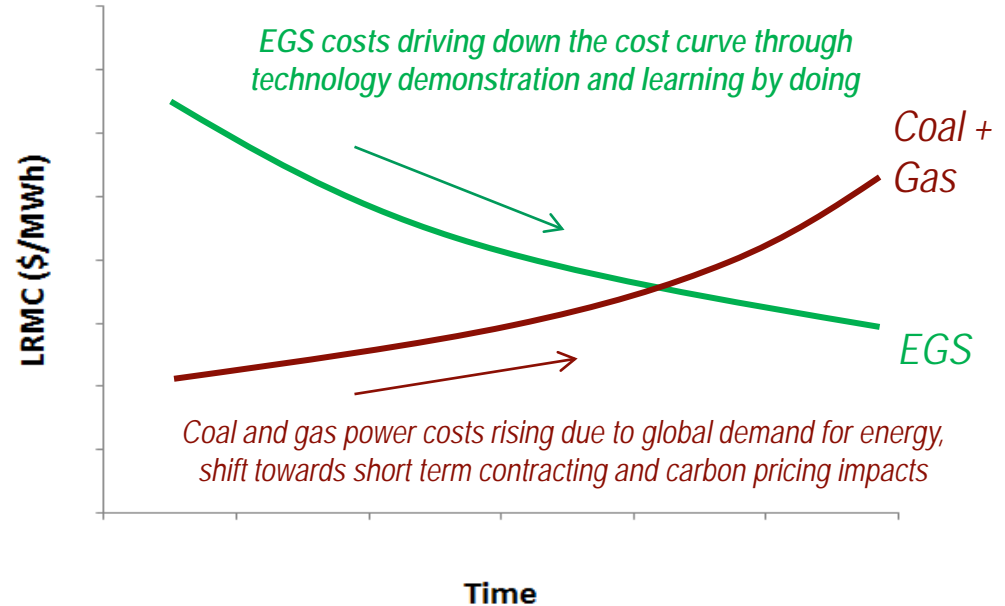 EGS costs driving down the cost curve through
technology demonstration and learning by doing
Coal +
Gas
LRMC ($/MWh)
EGS
Coal and gas power costs rising due to global demand for energy,
shift towards short term contracting and carbon pricing impacts
Time